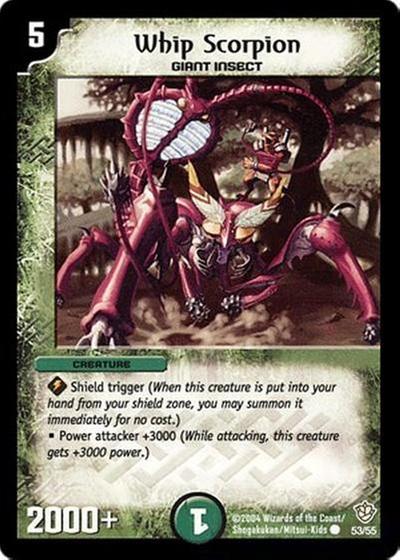 5
Whip Scorpion
GIANT INSECT
CREATURE
Shield trigger (When this creature is put into your
hand from your shield zone, you may summon it
immediately for no cost.)
▪ Power attacker +3000 (While attacking, this creature
gets +3000 power.)
2000+
1
©2004 Wizards of the Coast/
Shogakukan/Mitsui-Kids
53/55